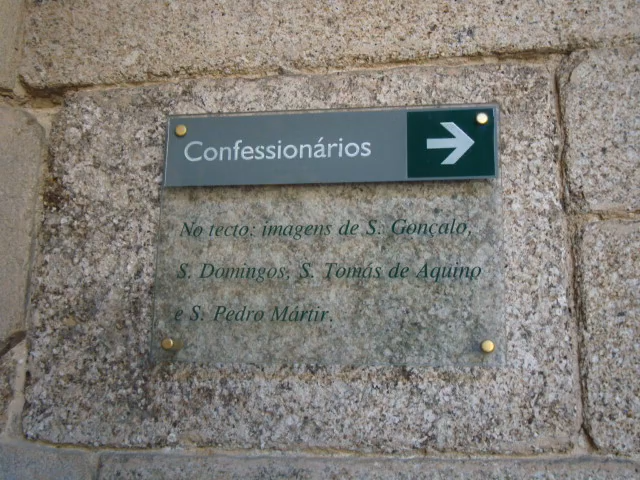 Confessionários
No tecto: imagens de S. Gonçalo,
S. Domingos, S. Tomás de Aquino
e S. Pedro Mártir.